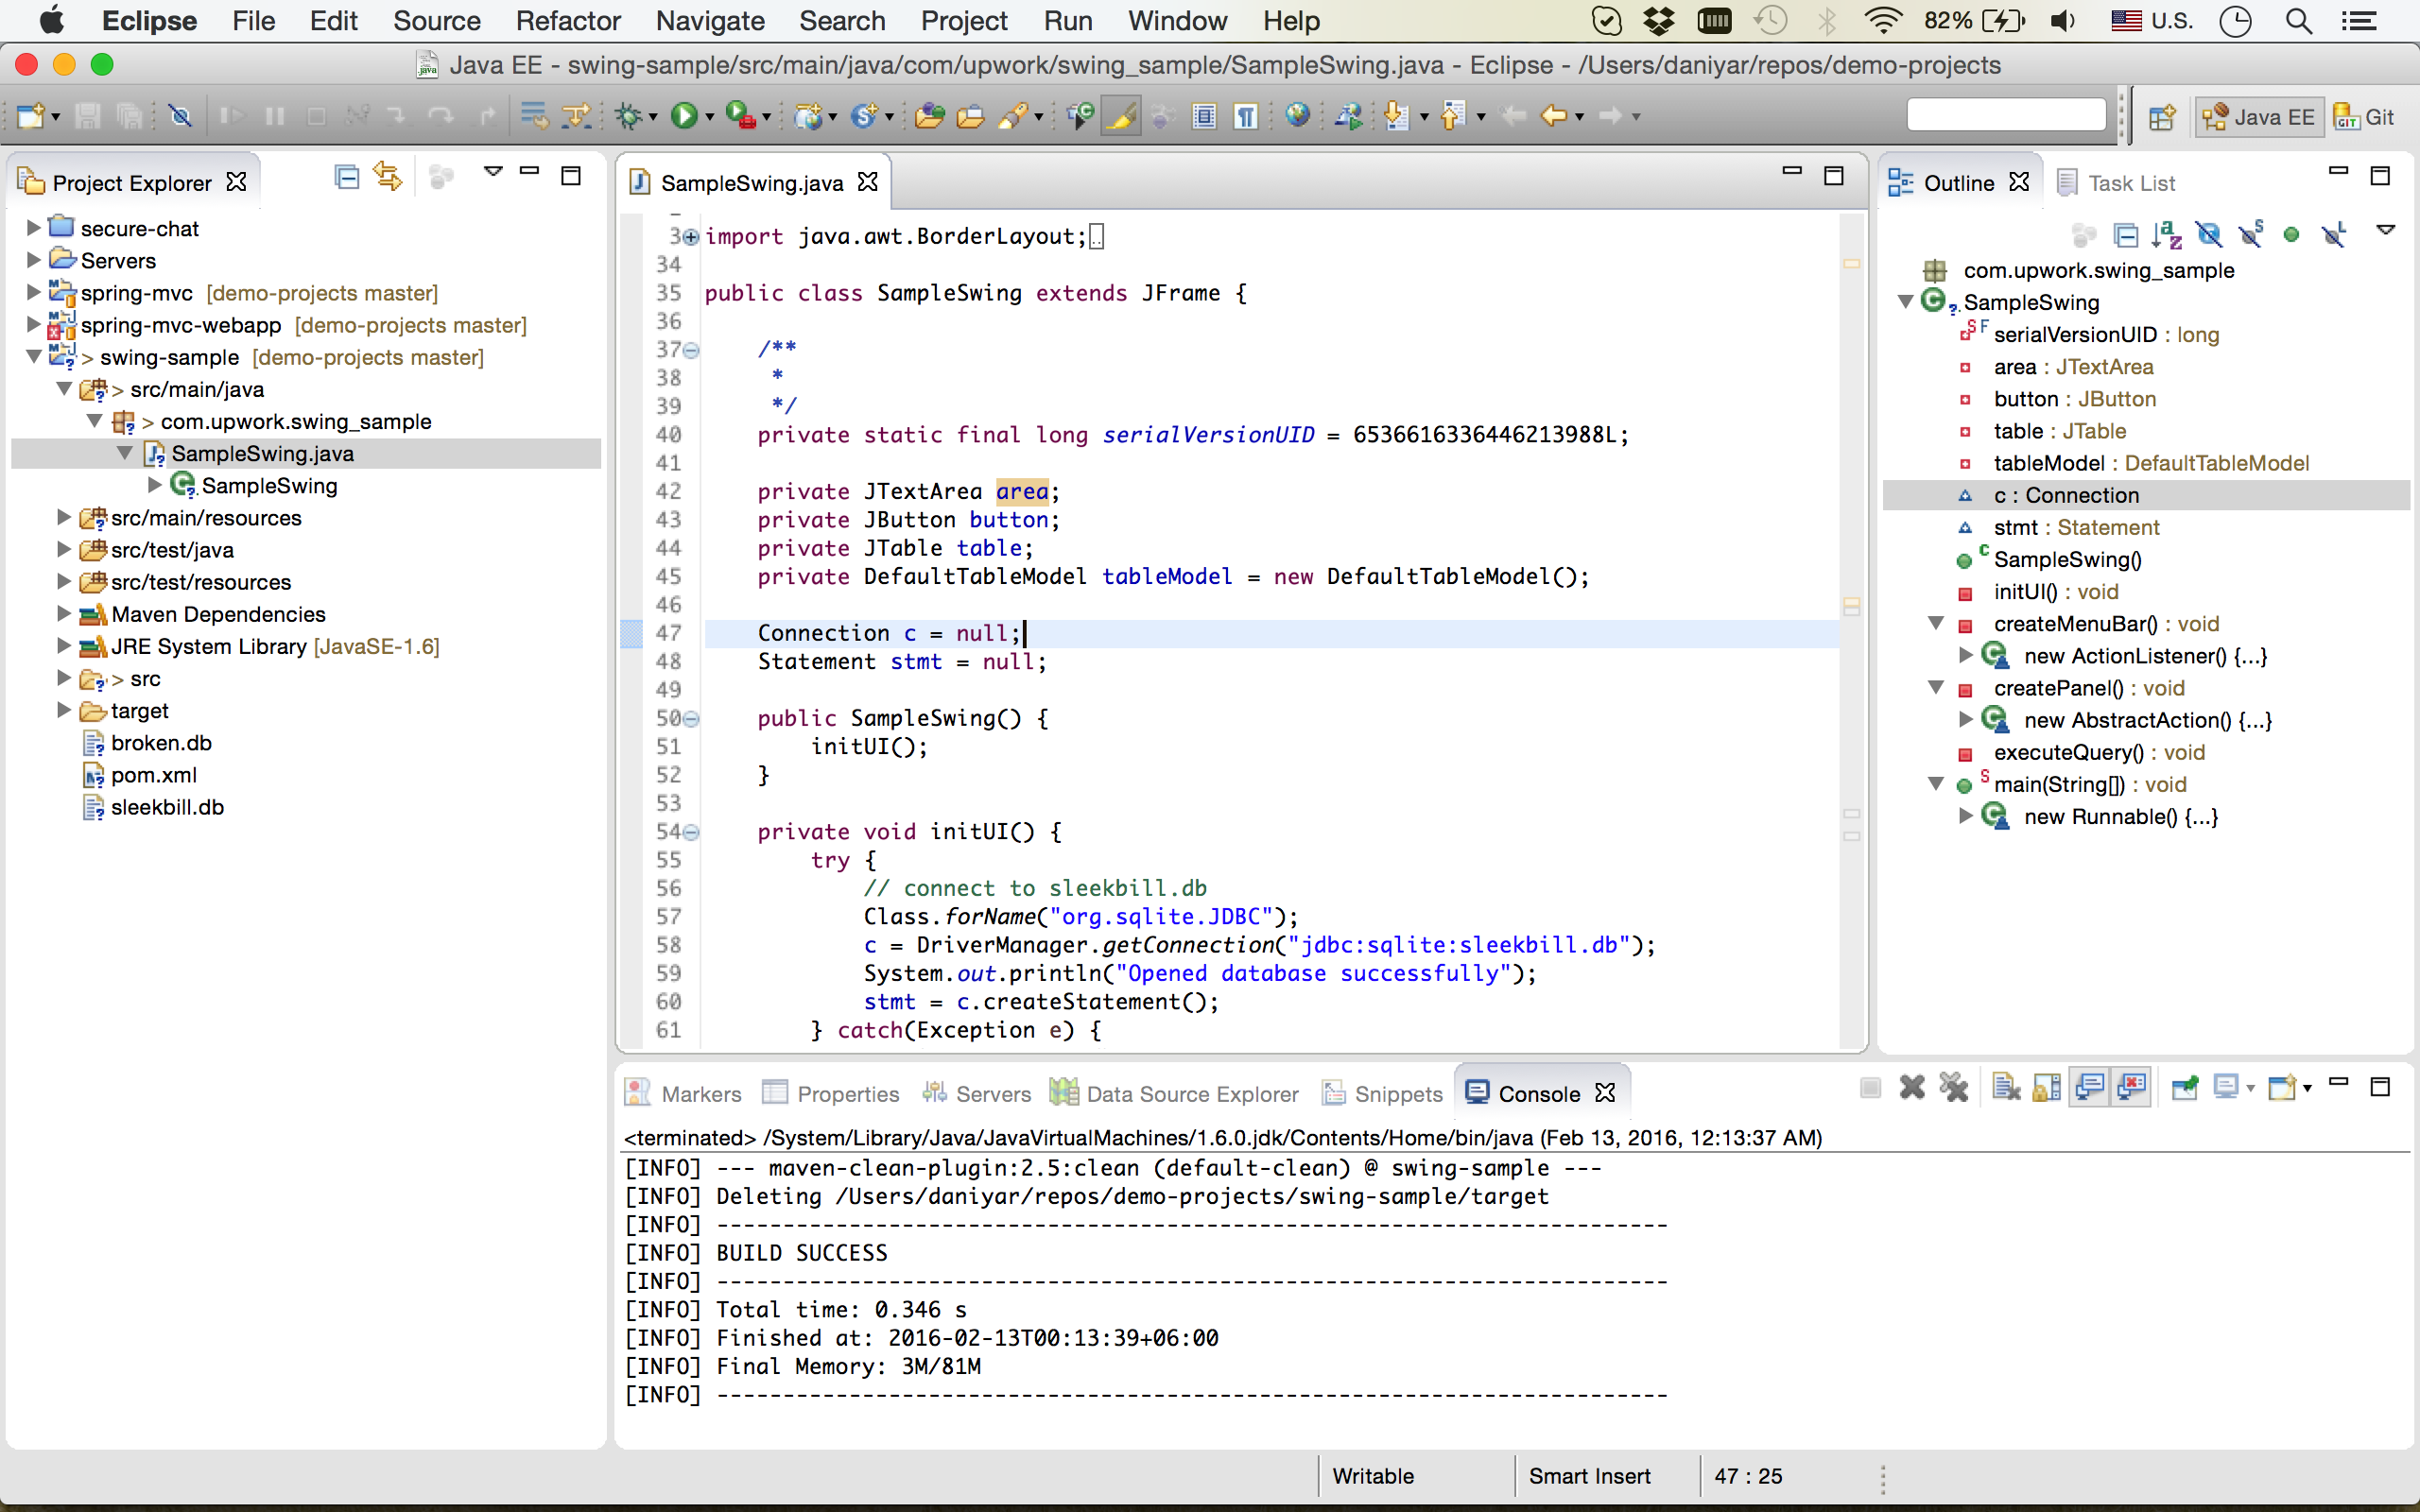 Eclipse File Edit Source Refactor Navigate Search Project Run Window Help 82% U.S.
Java EE - swing-sample/src/main/java/com/upwork/swing_sample/SampleSwing.java - Eclipse - /Users/daniyar/repos/demo-projects
Java EE Git
Project Explorer
secure-chat
Servers
spring-mvc [demo-projects master]
spring-mvc-webapp [demo-projects master]
> swing-sample [demo-projects master]
> src/main/java
> com.upwork.swing_sample
SampleSwing.java
SampleSwing
src/main/resources
src/test/java
src/test/resources
Maven Dependencies
JRE System Library [JavaSE-1.6]
> src
target
broken.db
pom.xml
sleekbill.db
SampleSwing.java
3 import java.awt.BorderLayout;
34
35 public class SampleSwing extends JFrame {
36
37 /**
38 *
39 */
40 private static final long serialVersionUID = 6536616336446213988L;
41
42 private JTextArea area;
43 private JButton button;
44 private JTable table;
45 private DefaultTableModel tableModel = new DefaultTableModel();
46
47 Connection c = null;
48 Statement stmt = null;
49
50 public SampleSwing() {
51 initUI();
52 }
53
54 private void initUI() {
55 try {
56 // connect to sleekbill.db
57 Class.forName("org.sqlite.JDBC");
58 c = DriverManager.getConnection("jdbc:sqlite:sleekbill.db");
59 System.out.println("Opened database successfully");
60 stmt = c.createStatement();
61 } catch(Exception e) {
Outline Task List
com.upwork.swing_sample
SampleSwing
serialVersionUID : long
area : JTextArea
button : JButton
table : JTable
tableModel : DefaultTableModel
c : Connection
stmt : Statement
SampleSwing()
initUI() : void
createMenuBar() : void
new ActionListener() {...}
createPanel() : void
new AbstractAction() {...}
executeQuery() : void
main(String[]) : void
new Runnable() {...}
Markers Properties Servers Data Source Explorer Snippets Console
<terminated> /System/Library/Java/JavaVirtualMachines/1.6.0.jdk/Contents/Home/bin/java (Feb 13, 2016, 12:13:37 AM)
[INFO] --- maven-clean-plugin:2.5:clean (default-clean) @ swing-sample ---
[INFO] Deleting /Users/daniyar/repos/demo-projects/swing-sample/target
[INFO] ------------------------------------------------------------------------
[INFO] BUILD SUCCESS
[INFO] ------------------------------------------------------------------------
[INFO] Total time: 0.346 s
[INFO] Finished at: 2016-02-13T00:13:39+06:00
[INFO] Final Memory: 3M/81M
[INFO] ------------------------------------------------------------------------
Writable Smart Insert 47 : 25